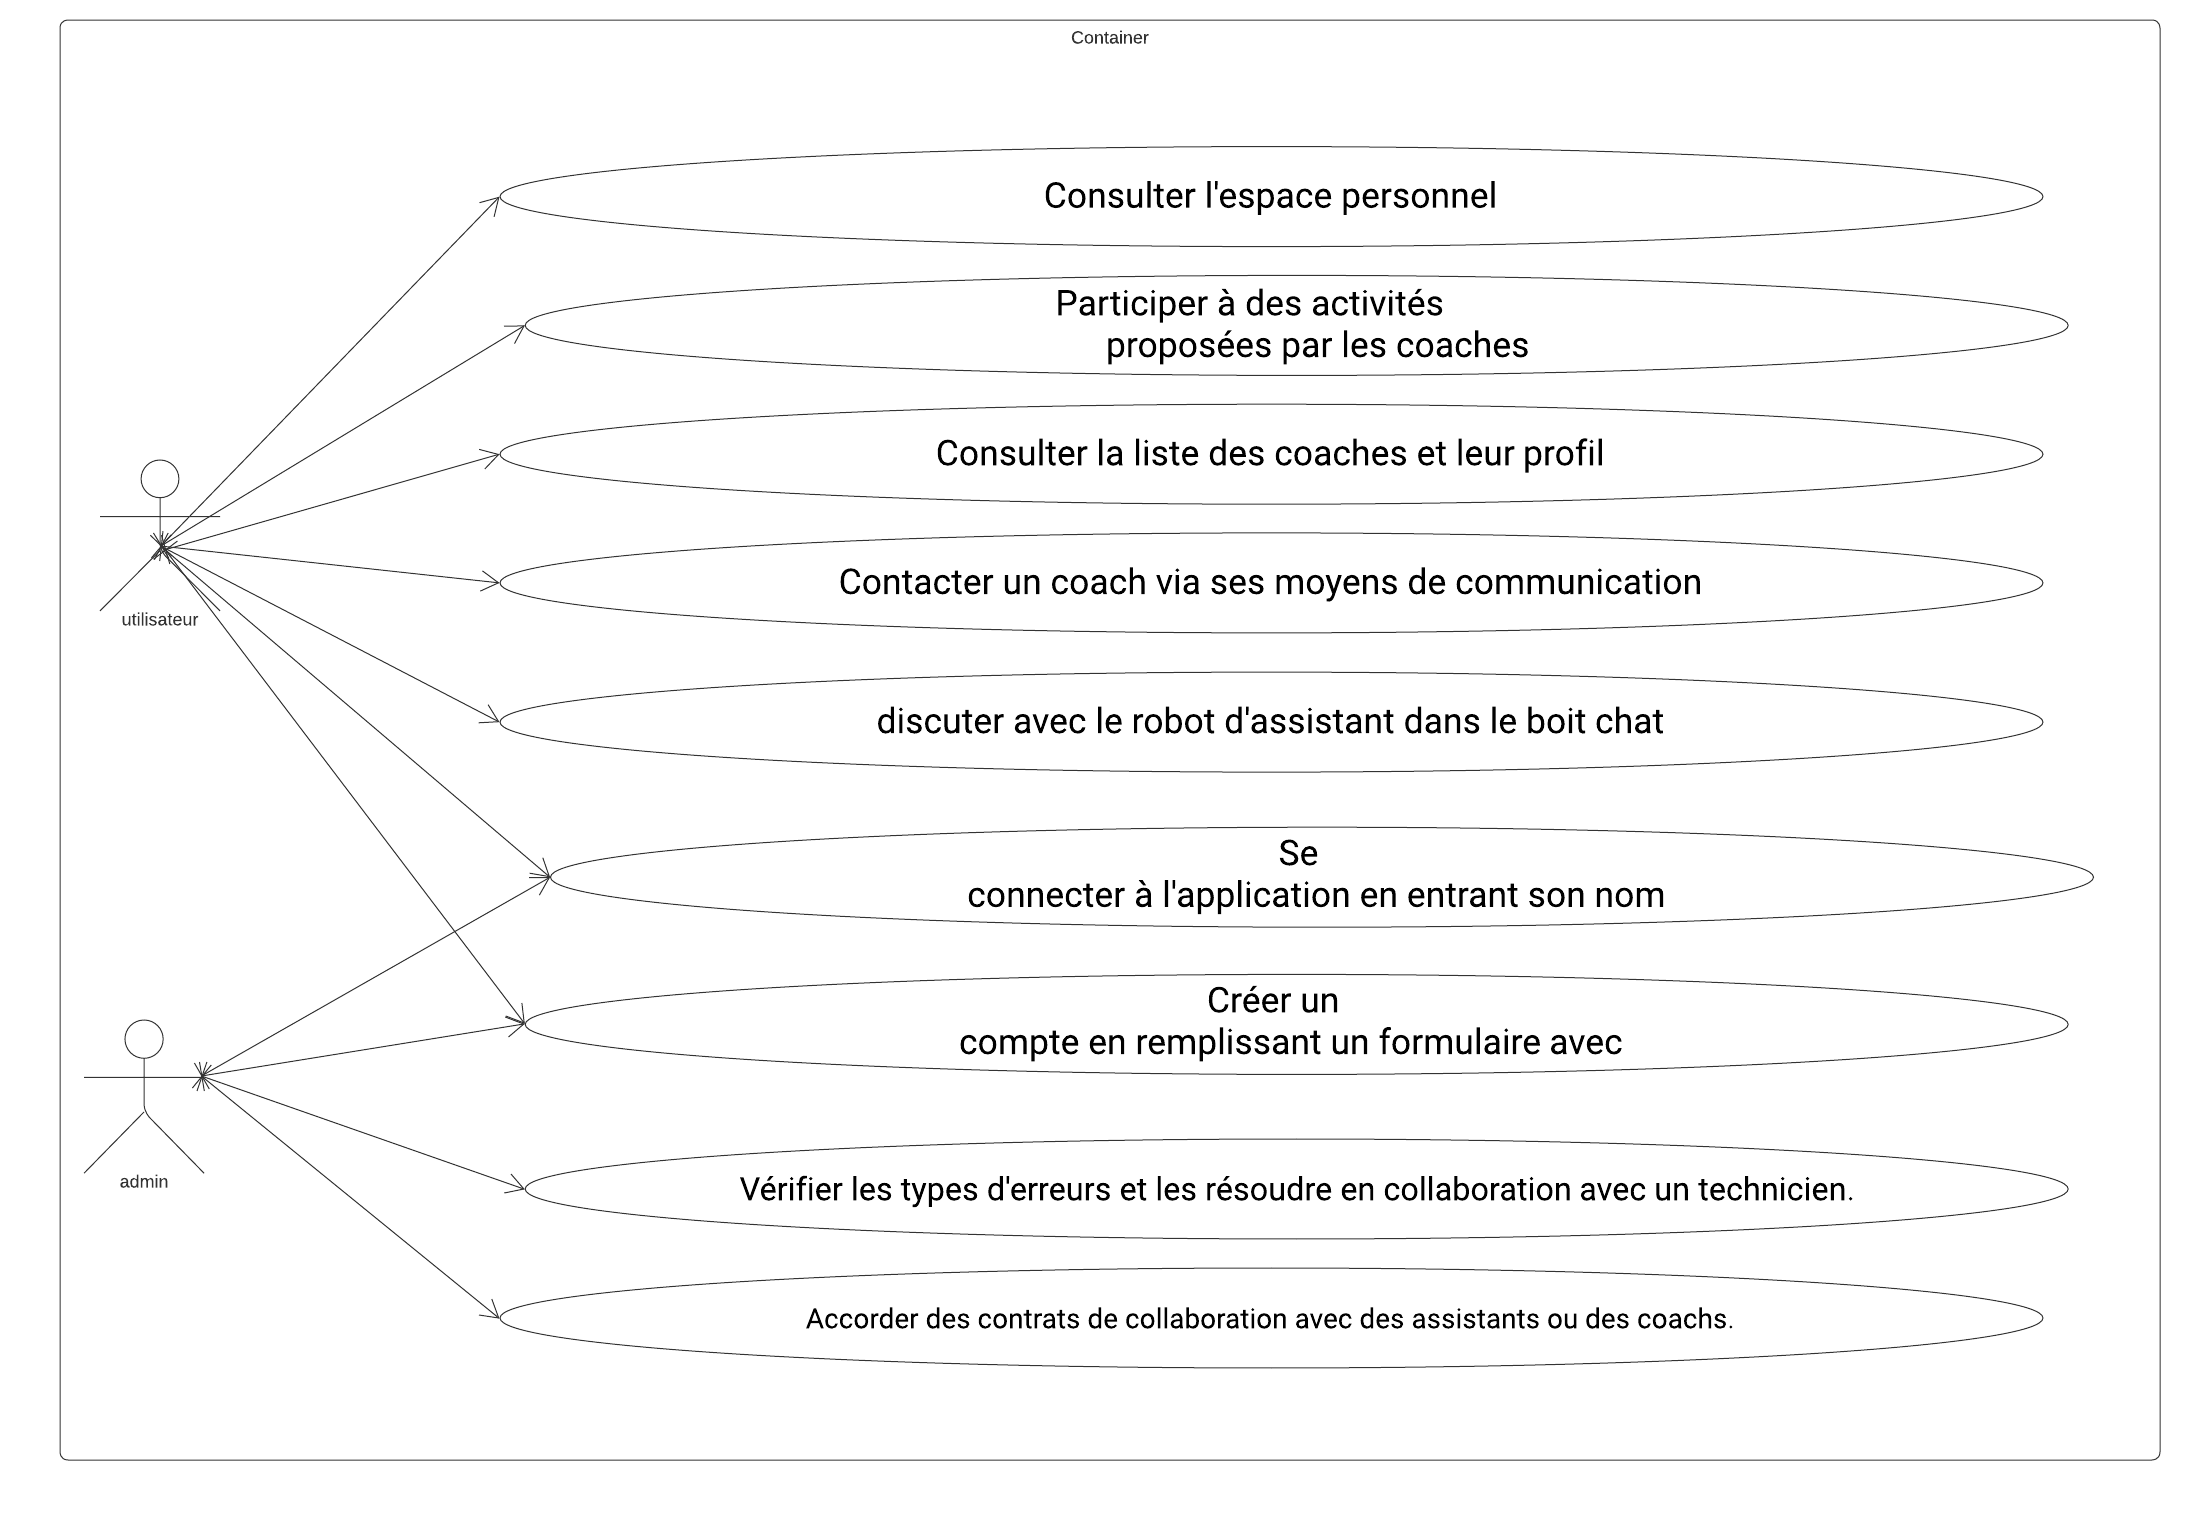 Container
Consulter l'espace personnel
Participer à des activités
proposées par les coaches
Consulter la liste des coaches et leur profil
Contacter un coach via ses moyens de communication
utilisateur
discuter avec le robot d'assistant dans le boit chat
Se
connecter à l'application en entrant son nom
Créer un
compte en remplissant un formulaire avec
admin
Vérifier les types d'erreurs et les résoudre en collaboration avec un technicien.
Accorder des contrats de collaboration avec des assistants ou des coachs.